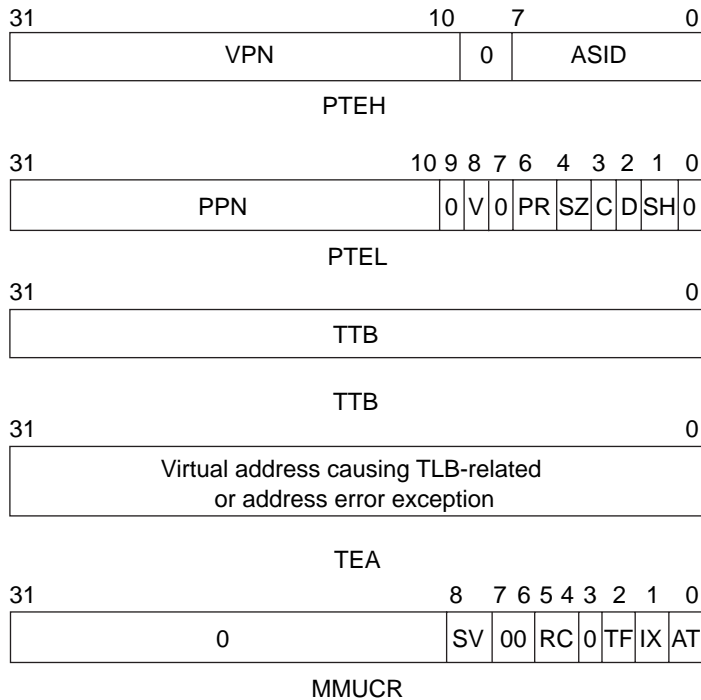 31 10 7 0
VPN 0 ASID
PTEH
31 10 9 8 7 6 4 3 2 1 0
PPN 0 V 0 PR SZ C D SH 0
PTEL
31 0
TTB
TTB
31 0
Virtual address causing TLB-related
or address error exception
TEA
31 8 7 6 5 4 3 2 1 0
0 SV 00 RC 0 TF IX AT
MMUCR